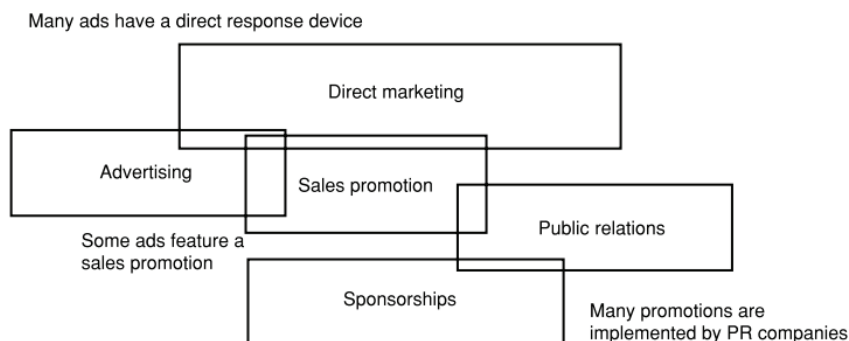 Many ads have a direct response device
Direct marketing
Advertising
Sales promotion
Public relations
Some ads feature a
sales promotion
Sponsorships
Many promotions are
implemented by PR companies